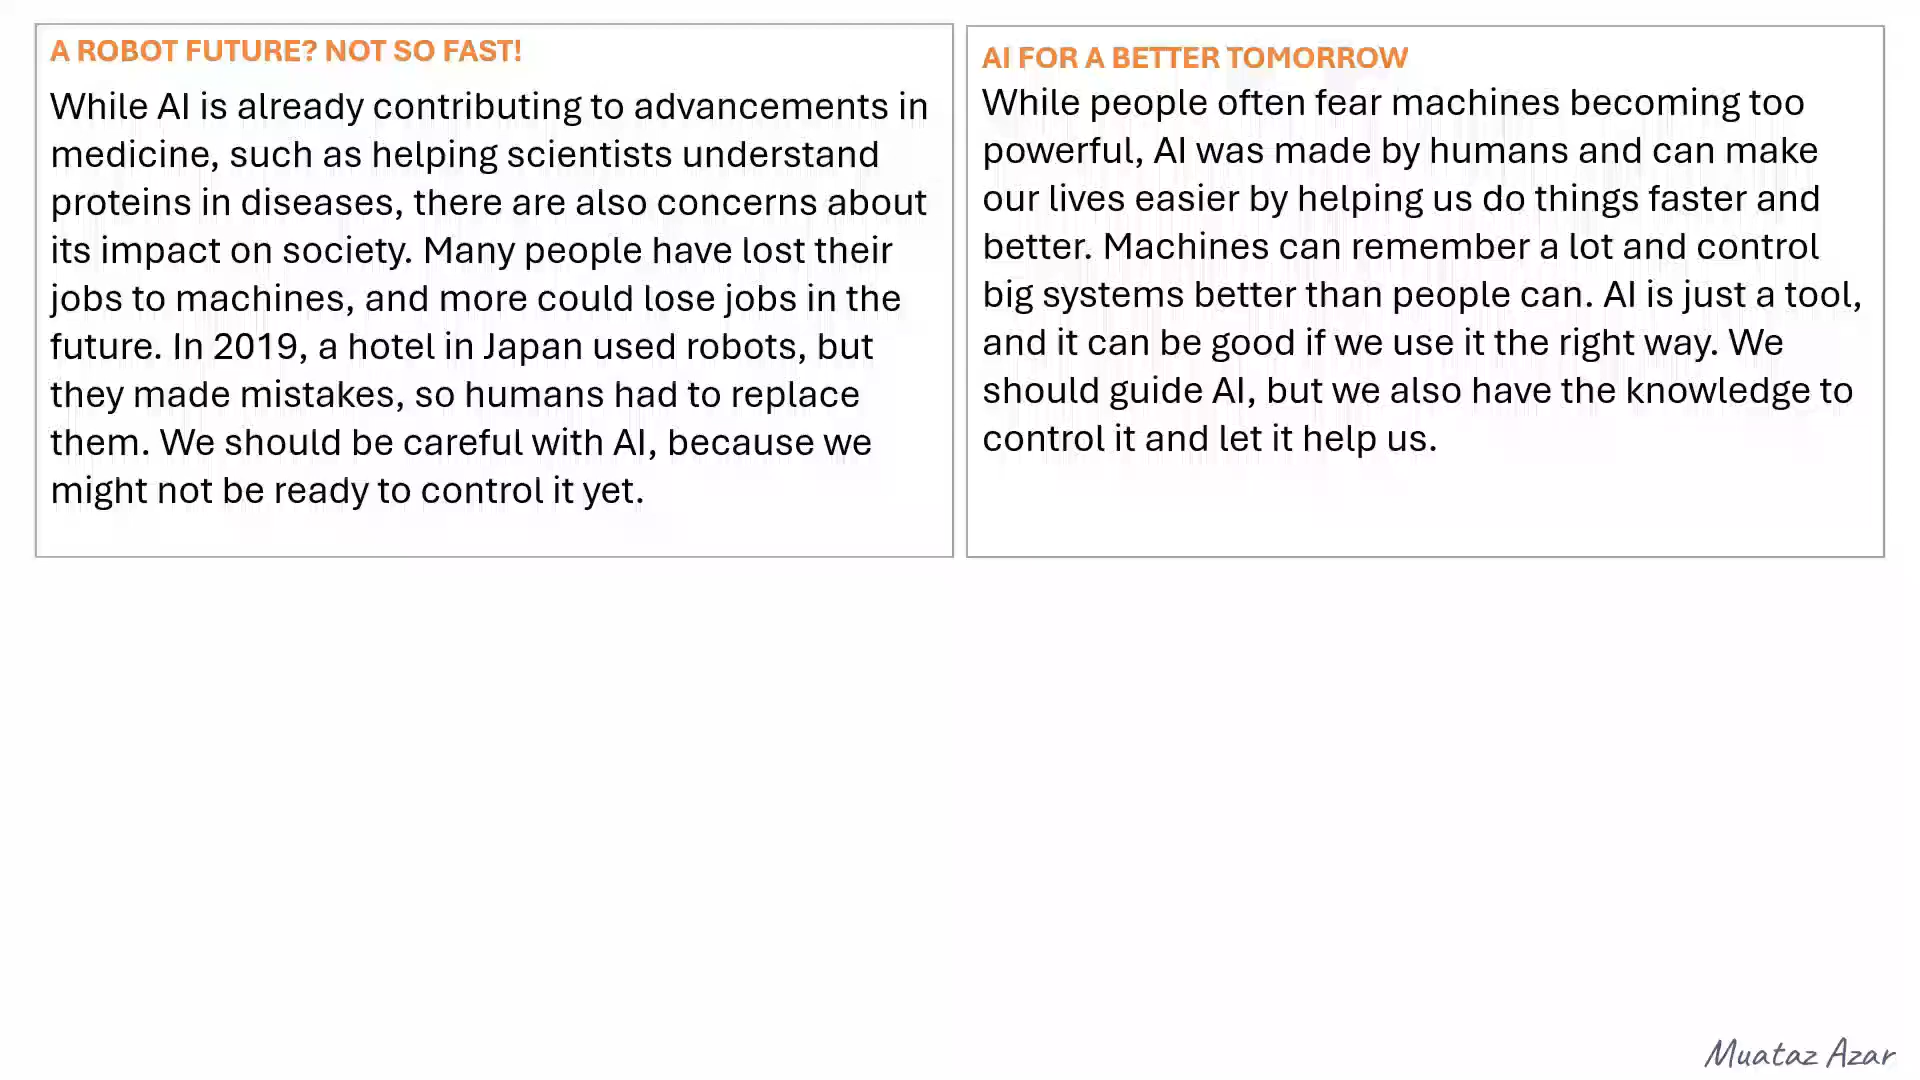 A ROBOT FUTURE? NOT SO FAST!
While AI is already contributing to advancements in
medicine, such as helping scientists understand
proteins in diseases, there are also concerns about
its impact on society. Many people have lost their
jobs to machines, and more could lose jobs in the
future. In 2019, a hotel in Japan used robots, but
they made mistakes, so humans had to replace
them. We should be careful with AI, because we
might not be ready to control it yet.
AI FOR A BETTER TOMORROW
While people often fear machines becoming too
powerful, AI was made by humans and can make
our lives easier by helping us do things faster and
better. Machines can remember a lot and control
big systems better than people can. AI is just a tool,
and it can be good if we use it the right way. We
should guide AI, but we also have the knowledge to
control it and let it help us.
Muataz Azar